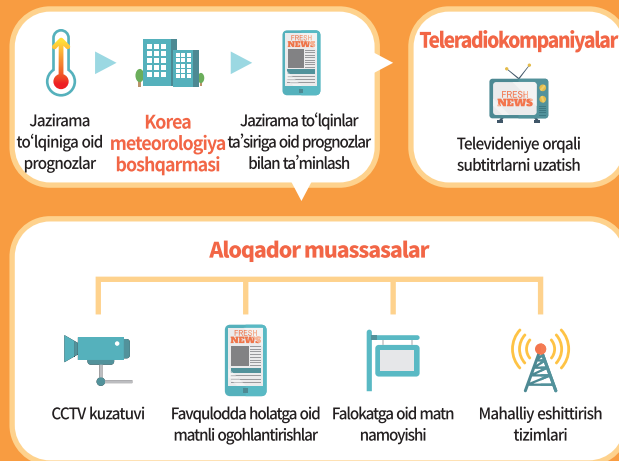 FRESH
NEWS
Jazirama
to‘lqiniga oid
prognozlar
Korea
meteorologiya
boshqarmasi
Jazirama to‘lqinlar
ta’siriga oid prognozlar
bilan ta’minlash
Teleradiokompaniyalar
FRESH
NEWS
Televideniye orqali
subtitrlarni uzatish
Aloqador muassasalar
FRESH
NEWS
CCTV kuzatuvi
Favqulodda holatga oid
matnli ogohlantirishlar
Falokatga oid matn
namoyishi
Mahalliy eshittirish
tizimlari